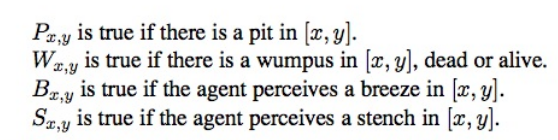 P_{x,y} is true if there is a pit in [x, y].
W_{x,y} is true if there is a wumpus in [x, y], dead or alive.
B_{x,y} is true if the agent perceives a breeze in [x, y].
S_{x,y} is true if the agent perceives a stench in [x, y].